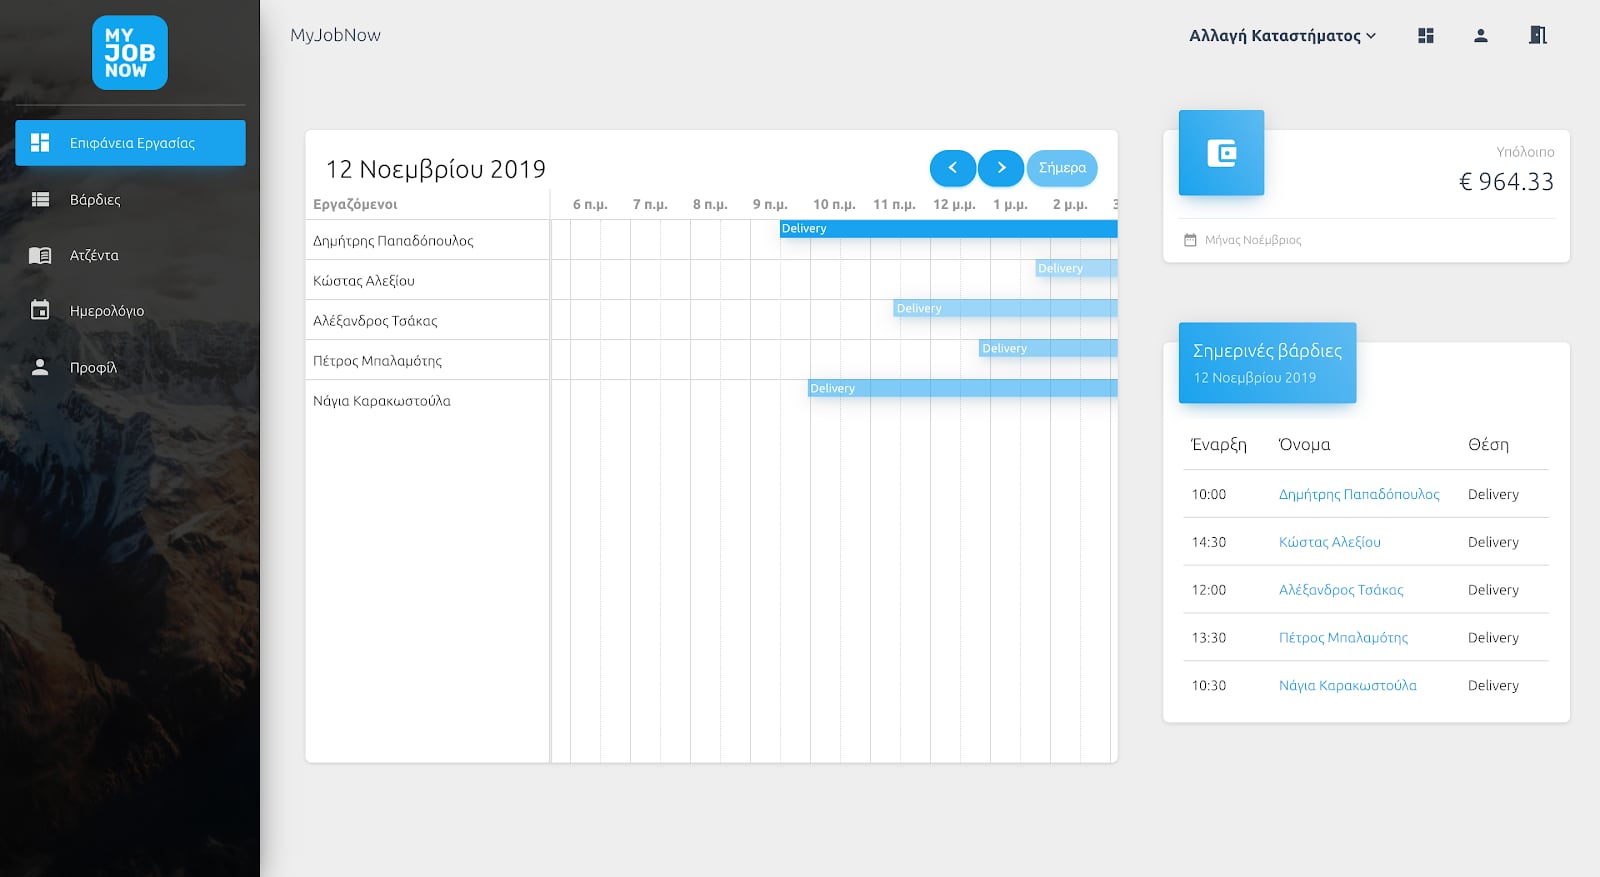 MY
JOB
NOW
Επιφάνεια Εργασίας
Βάρδιες
Ατζέντα
Ημερολόγιο
Προφίλ
MyJobNow
Αλλαγή Καταστήματος
12 Νοεμβρίου 2019
Σήμερα
Εργαζόμενοι 6 π.μ. 7 π.μ. 8 π.μ. 9 π.μ. 10 π.μ. 11 π.μ. 12 μ.μ. 1 μ.μ. 2 μ.μ. 3
Δημήτρης Παπαδόπουλος Delivery
Κώστας Αλεξίου Delivery
Αλέξανδρος Τσάκας Delivery
Πέτρος Μπαλαμότης Delivery
Νάγια Καρακωστούλα Delivery
Υπόλοιπο
€ 964.33
Μήνας Νοέμβριος
Σημερινές βάρδιες
12 Νοεμβρίου 2019
Έναρξη Όνομα Θέση
10:00 Δημήτρης Παπαδόπουλος Delivery
14:30 Κώστας Αλεξίου Delivery
12:00 Αλέξανδρος Τσάκας Delivery
13:30 Πέτρος Μπαλαμότης Delivery
10:30 Νάγια Καρακωστούλα Delivery